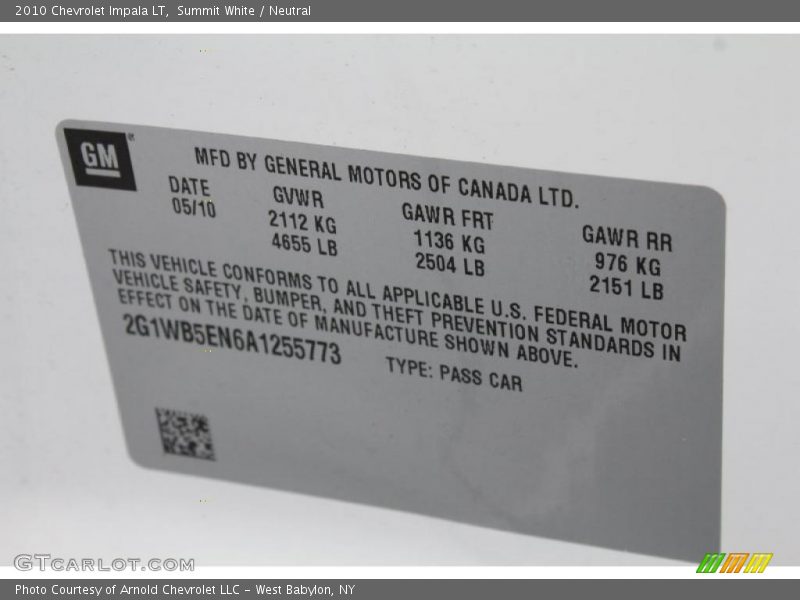 2010 Chevrolet Impala LT, Summit White / Neutral
GM
MFD BY GENERAL MOTORS OF CANADA LTD.
DATE GVWR GAWR FRT GAWR RR
05/10 2112 KG 1136 KG 976 KG
4655 LB 2504 LB 2151 LB
THIS VEHICLE CONFORMS TO ALL APPLICABLE U.S. FEDERAL MOTOR
VEHICLE SAFETY, BUMPER, AND THEFT PREVENTION STANDARDS IN
EFFECT ON THE DATE OF MANUFACTURE SHOWN ABOVE.
2G1WB5EN6A1255773 TYPE: PASS CAR
GTCARLOT.COM
Photo Courtesy of Arnold Chevrolet LLC - West Babylon, NY